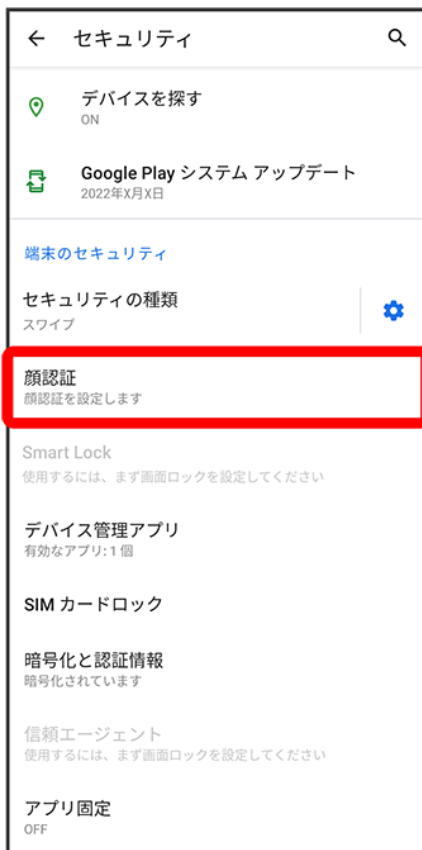 セキュリティ
デバイスを探す
ON
Google Play システム アップデート
2022年X月X日
端末のセキュリティ
セキュリティの種類
スワイプ
顔認証
顔認証を設定します
Smart Lock
使用するには、まず画面ロックを設定してください
デバイス管理アプリ
有効なアプリ: 1 個
SIM カードロック
暗号化と認証情報
暗号化されています
信頼エージェント
使用するには、まず画面ロックを設定してください
アプリ固定
OFF